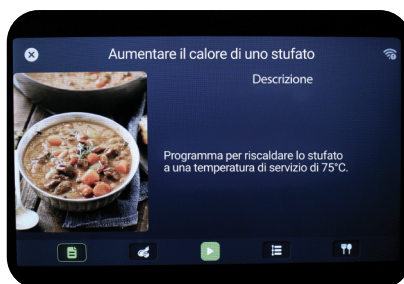 Aumentare il calore di uno stufato
Descrizione
Programma per riscaldare lo stufato
a una temperatura di servizio di 75°C.